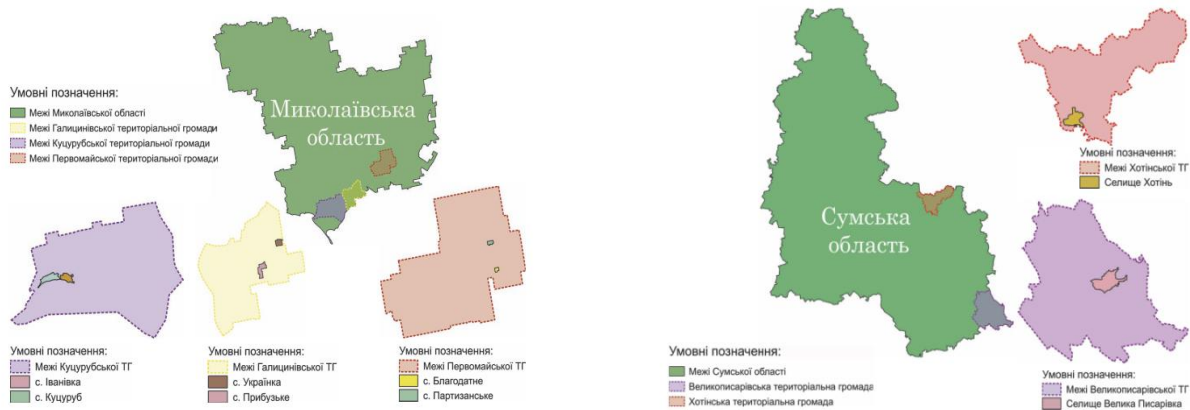 Миколаївська
область
Умовні позначення:
Межі Миколаївської області
Межі Галицинівської територіальної громади
Межі Куцурубської територіальної громади
Межі Первомайської територіальної громади
Умовні позначення:
Межі Куцурубської ТГ
с. Іванівка
с. Куцуруб
Умовні позначення:
Межі Галицинівської ТГ
с. Українка
с. Прибузьке
Умовні позначення:
Межі Первомайської ТГ
с. Благодатне
с. Партизанське
Сумська
область
Умовні позначення:
Межі Хотінської ТГ
Селище Хотінь
Умовні позначення:
Межі Сумської області
Великописарівська територіальна громада
Хотінська територіальна громада
Умовні позначення:
Межі Великописарівської ТГ
Селище Велика Писарівка